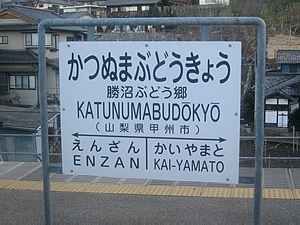 かつぬまぶどうきょう
勝沼ぶどう郷
KATUNUMABUDŌKYŌ
(山梨県甲州市)
えんざん かいやまと
ENZAN KAI-YAMATO